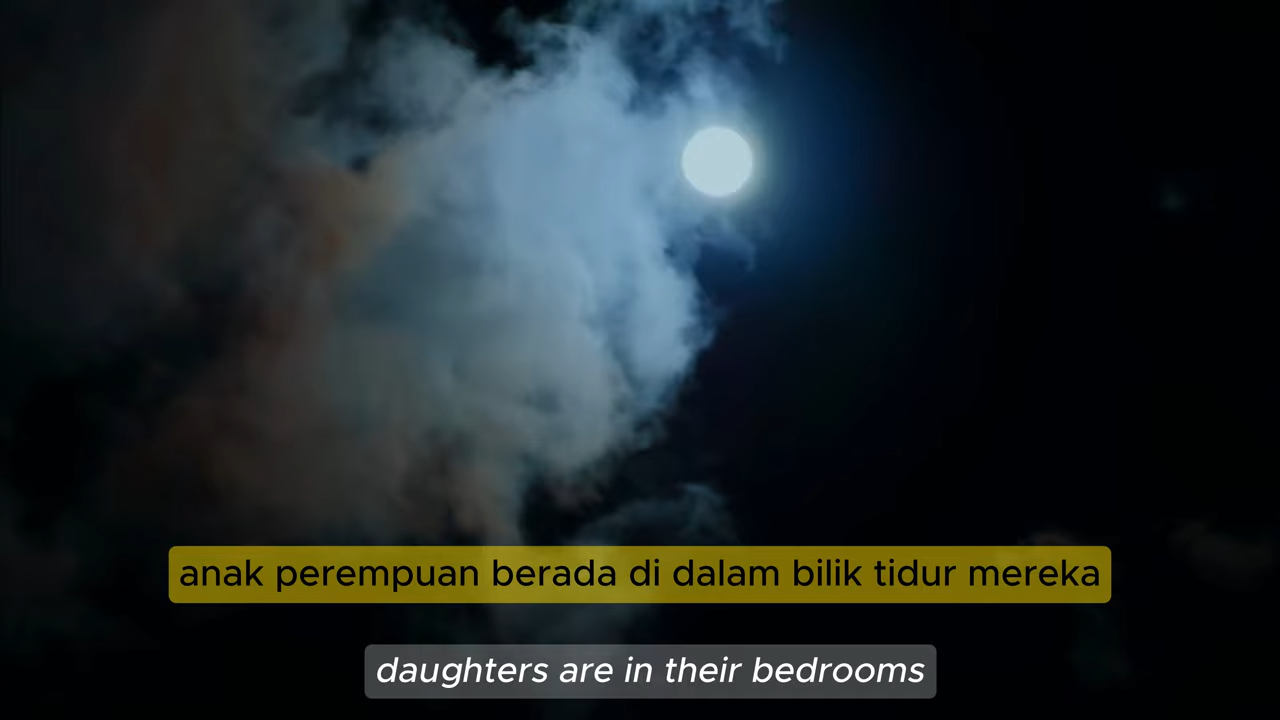 anak perempuan berada di dalam bilik tidur mereka
daughters are in their bedrooms